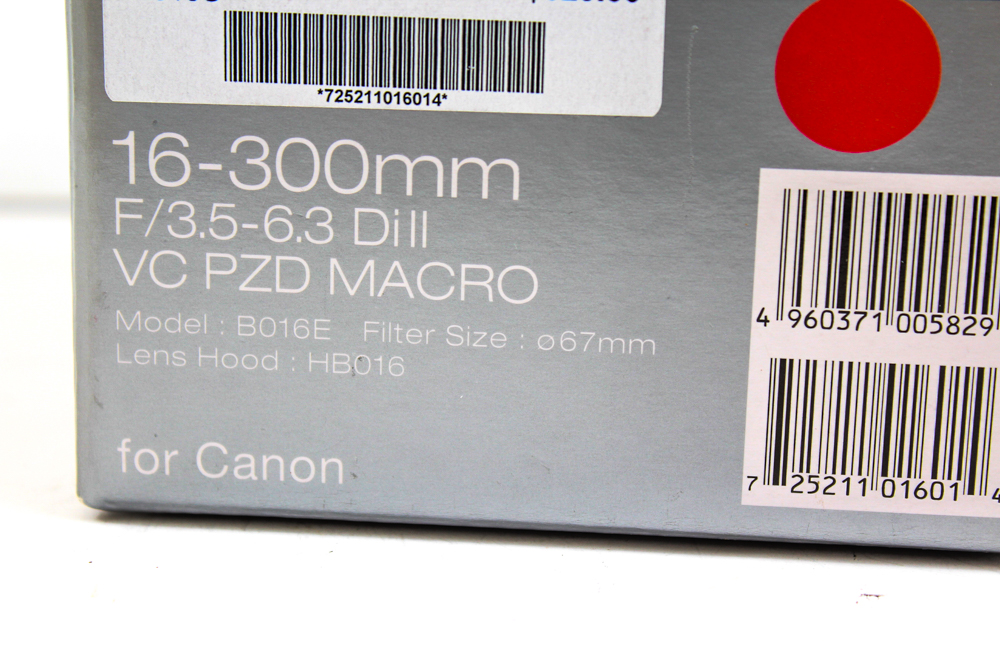 *725211016014*
16-300mm
F/3.5-6.3 Di II
VC PZD MACRO
Model : B016E Filter Size : ø67mm
Lens Hood : HB016
for Canon
4 960371 005829
7 25211 01601 4